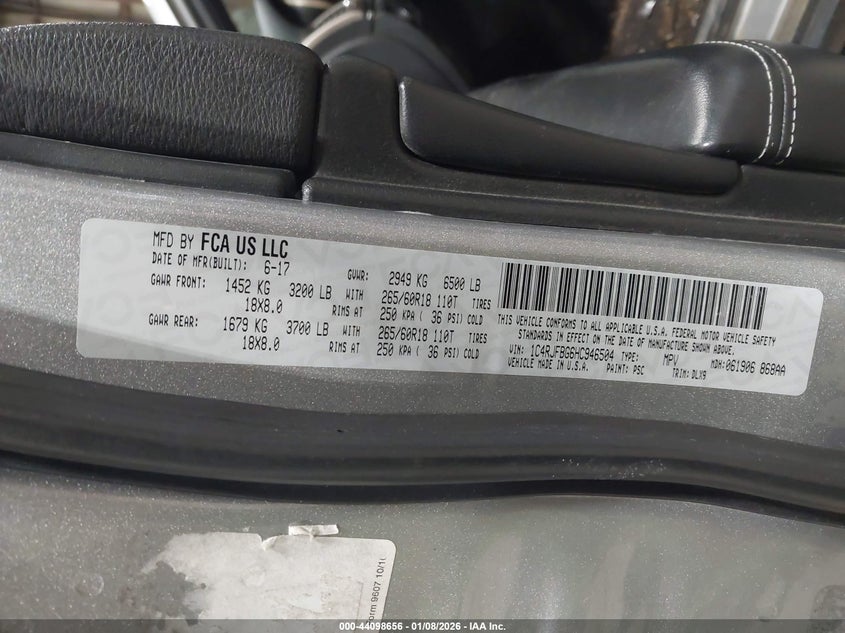 MFD BY FCA US LLC
DATE OF MFR(BUILT): 6-17 GVWR: 2949 KG 6500 LB
GAWR FRONT: 1452 KG 3200 LB WITH 265/60R18 110T TIRES
18X8.0 RIMS AT 250 KPA ( 36 PSI) COLD
GAWR REAR: 1679 KG 3700 LB WITH 265/60R18 110T TIRES
18X8.0 RIMS AT 250 KPA ( 36 PSI) COLD
THIS VEHICLE CONFORMS TO ALL APPLICABLE U.S.A. FEDERAL MOTOR VEHICLE SAFETY
STANDARDS IN EFFECT ON THE DATE OF MANUFACTURE SHOWN ABOVE.
VIN: 1C4RJFBG6HC946504 TYPE: MPV MDH: 061906 868AA
VEHICLE MADE IN U.S.A. PAINT: PSC TRIM: DLX9
orm 9607 10/1
000-44098656 - 01/08/2026 - IAA Inc.